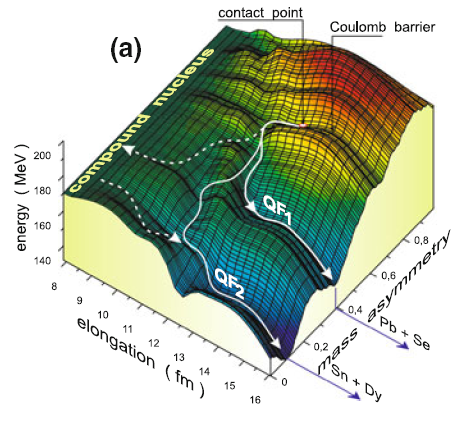 contact point
Coulomb barrier
(a)
compound nucleus
energy ( MeV )
200
180
160
140
8
9
10
11
12
13
14
15
16
elongation ( fm )
0
0,2
0,4
0,6
0,8
mass asymmetry
QF1
QF2
Pb + Se
Sn + Dy